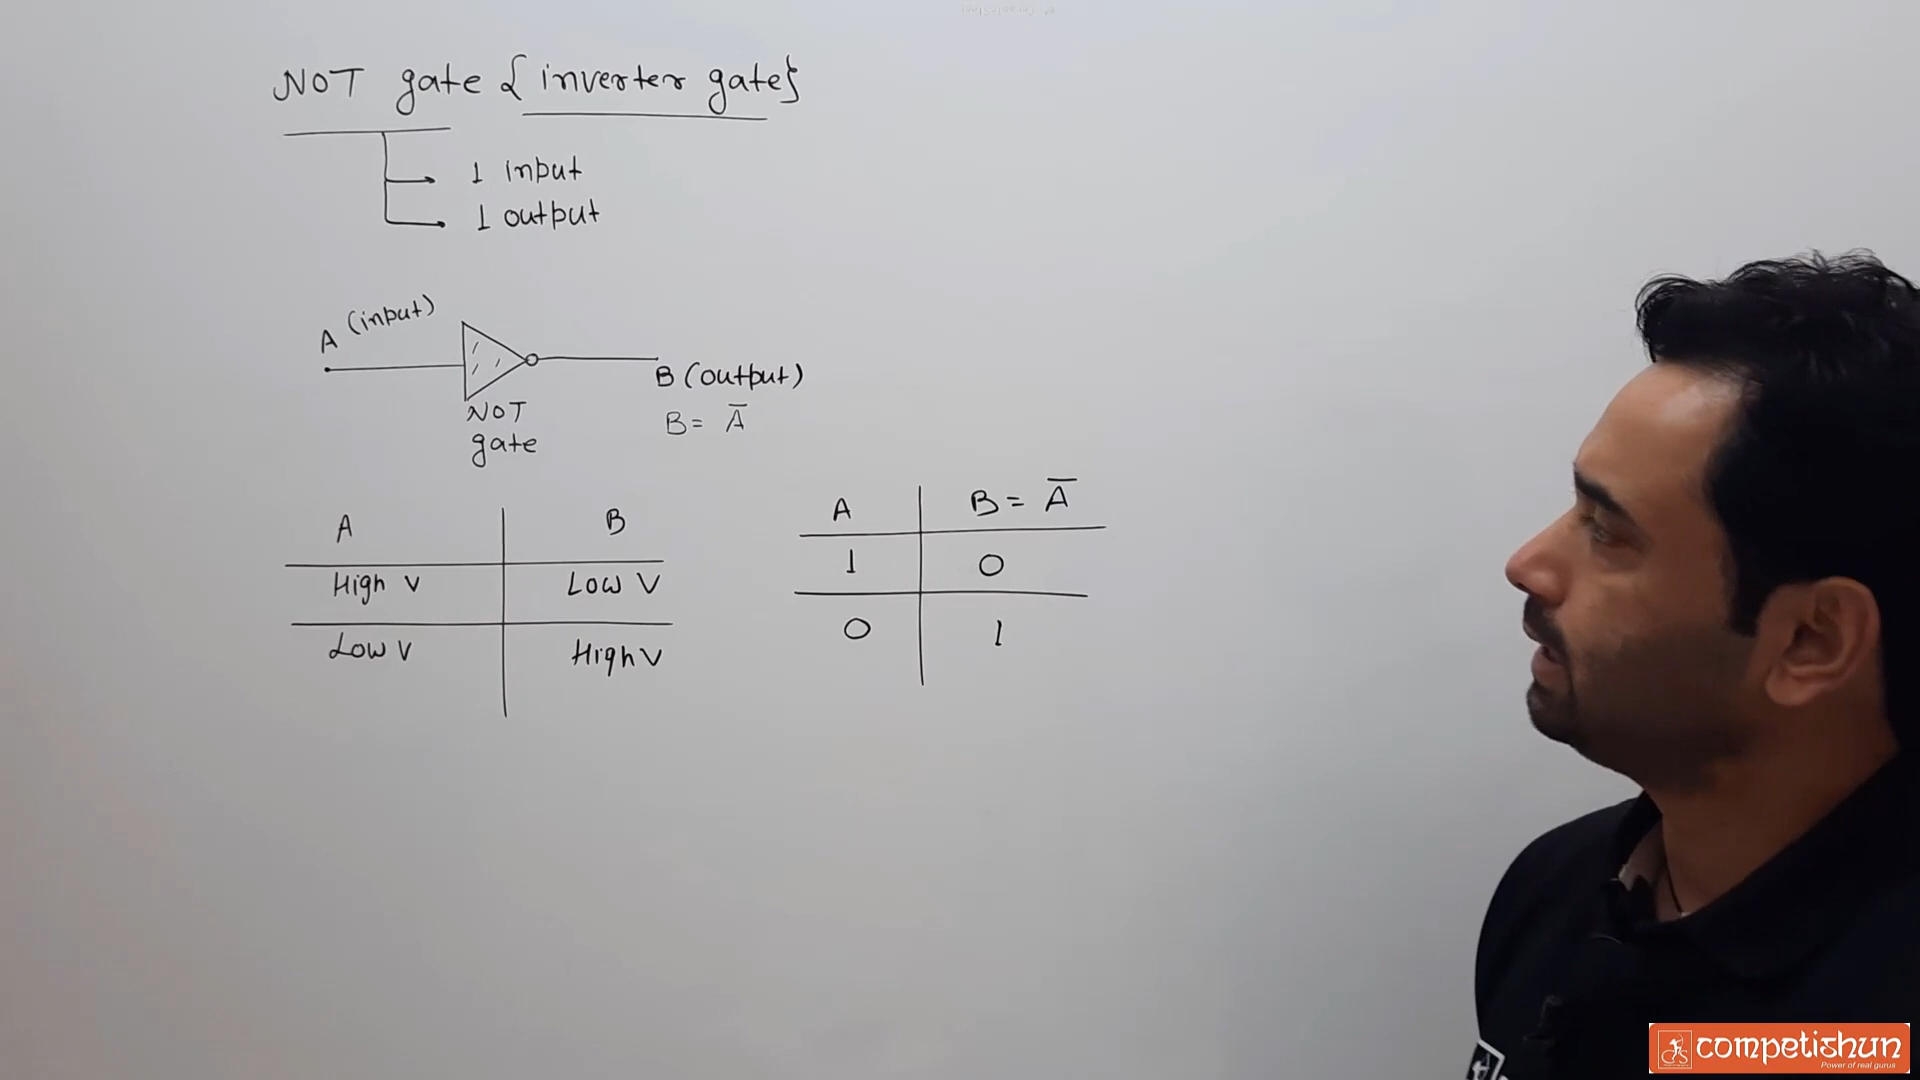 NOT gate { inverter gate}
1 input
1 output
A (input)
B (output)
NOT
gate
B = A̅
A B
High V Low V
Low V High V
A B = A̅
1 0
0 1
competishun
Power of real gurus